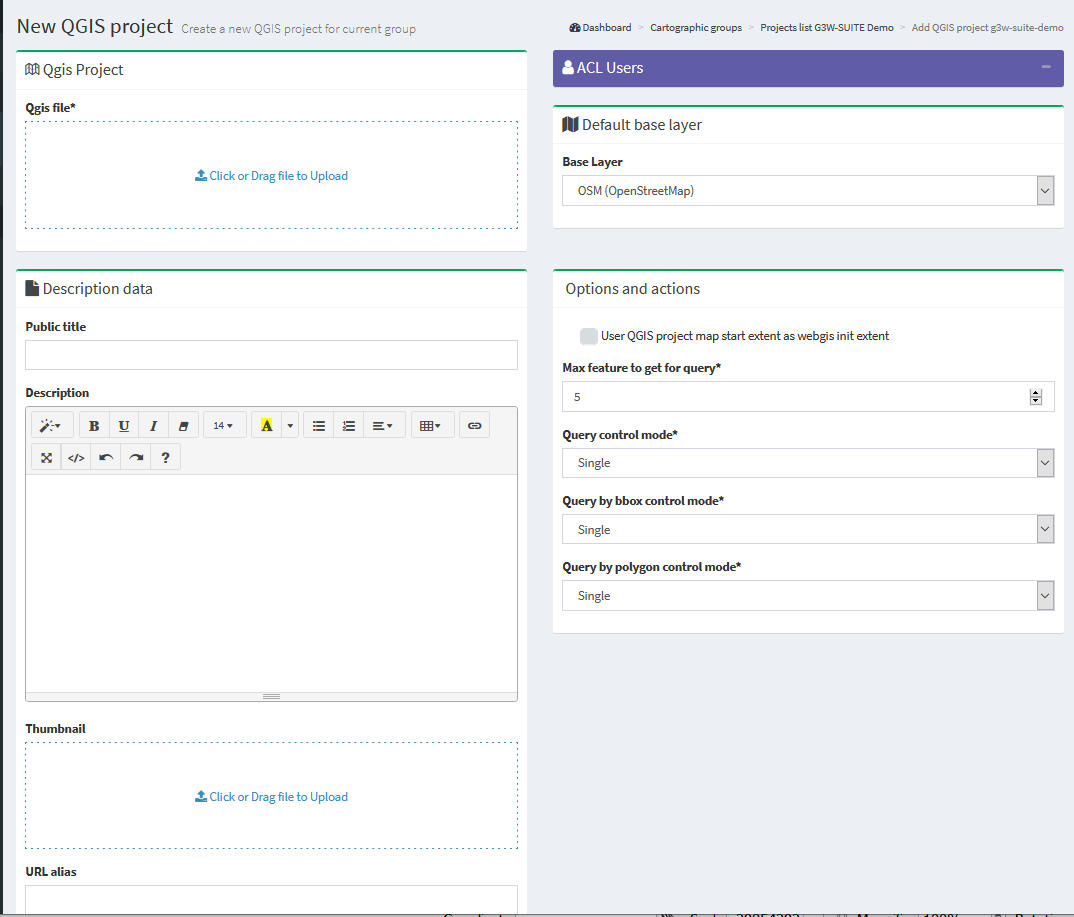 New QGIS project Create a new QGIS project for current group
Dashboard > Cartographic groups > Projects list G3W-SUITE Demo > Add QGIS project g3w-suite-demo
Qgis Project
Qgis file*
Click or Drag file to Upload
ACL Users
Default base layer
Base Layer
OSM (OpenStreetMap)
Description data
Public title
Description
B U I 14 A
</> ?
Thumbnail
Click or Drag file to Upload
URL alias
Options and actions
User QGIS project map start extent as webgis init extent
Max feature to get for query*
5
Query control mode*
Single
Query by bbox control mode*
Single
Query by polygon control mode*
Single